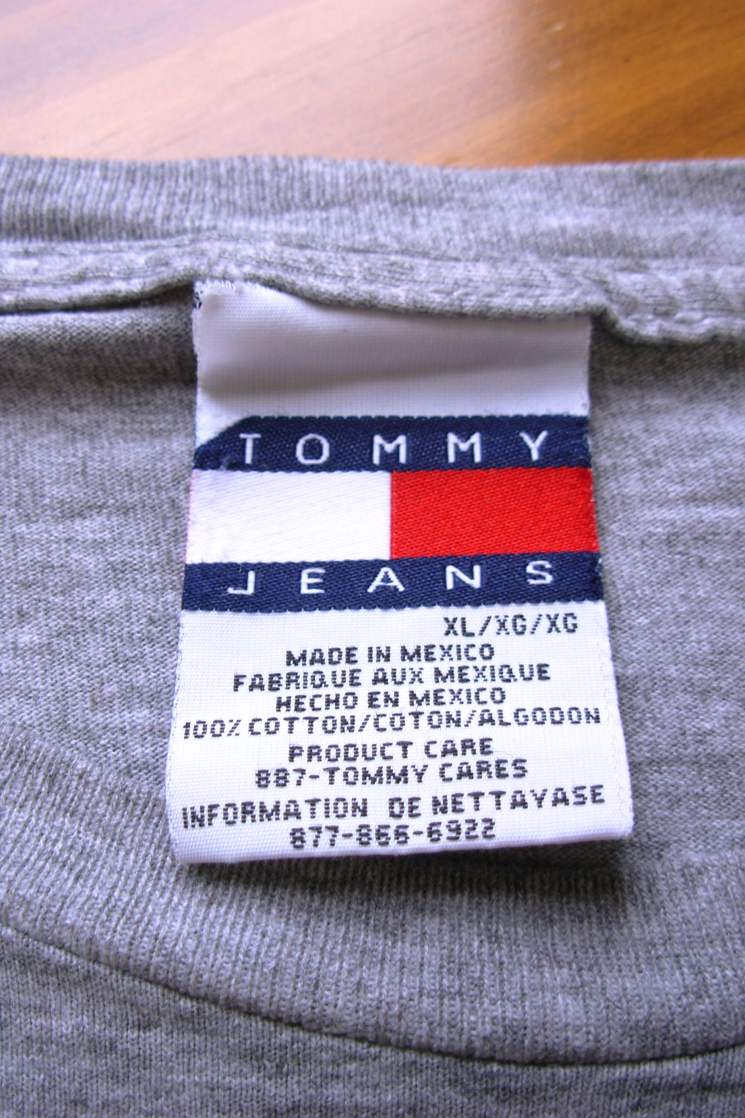 TOMMY
JEANS
XL/XG/XG
MADE IN MEXICO
FABRIQUE AUX MEXIQUE
HECHO EN MEXICO
100% COTTON/COTON/ALGODON
PRODUCT CARE
887-TOMMY CARES
INFORMATION DE NETTAYASE
877-866-6922